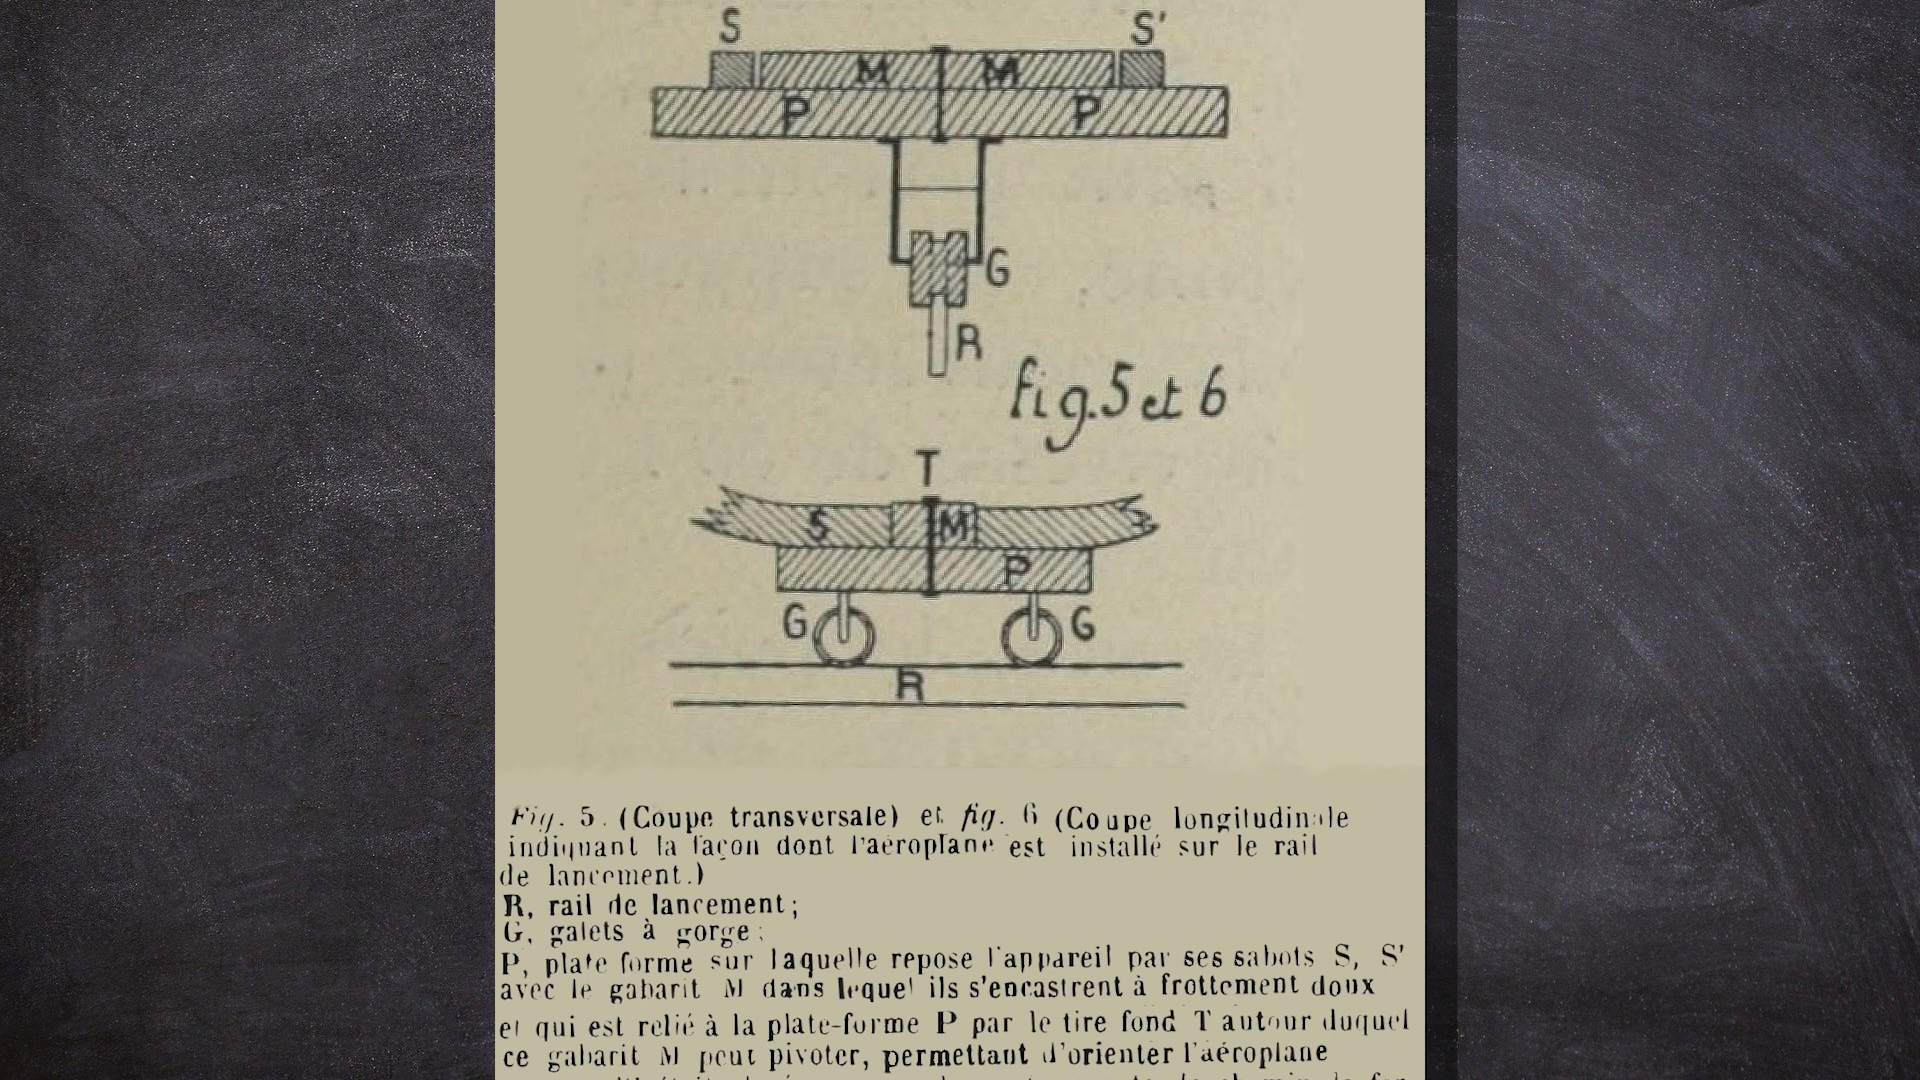 S S'
M M
P P
G
R
fig. 5 et 6
T
S M
P
G G
R
Fig. 5. (Coupe transversale) et fig. 6 (Coupe longitudinale
indiquant la façon dont l'aéroplane est installé sur le rail
de lancement.)
R, rail de lancement;
G, galets à gorge;
P, plate forme sur laquelle repose l'appareil par ses sabots S, S'
avec le gabarit M dans lequel ils s'encastrent à frottement doux
et qui est relié à la plate-forme P par le tire fond T autour duquel
ce gabarit M peut pivoter, permettant d'orienter l'aéroplane